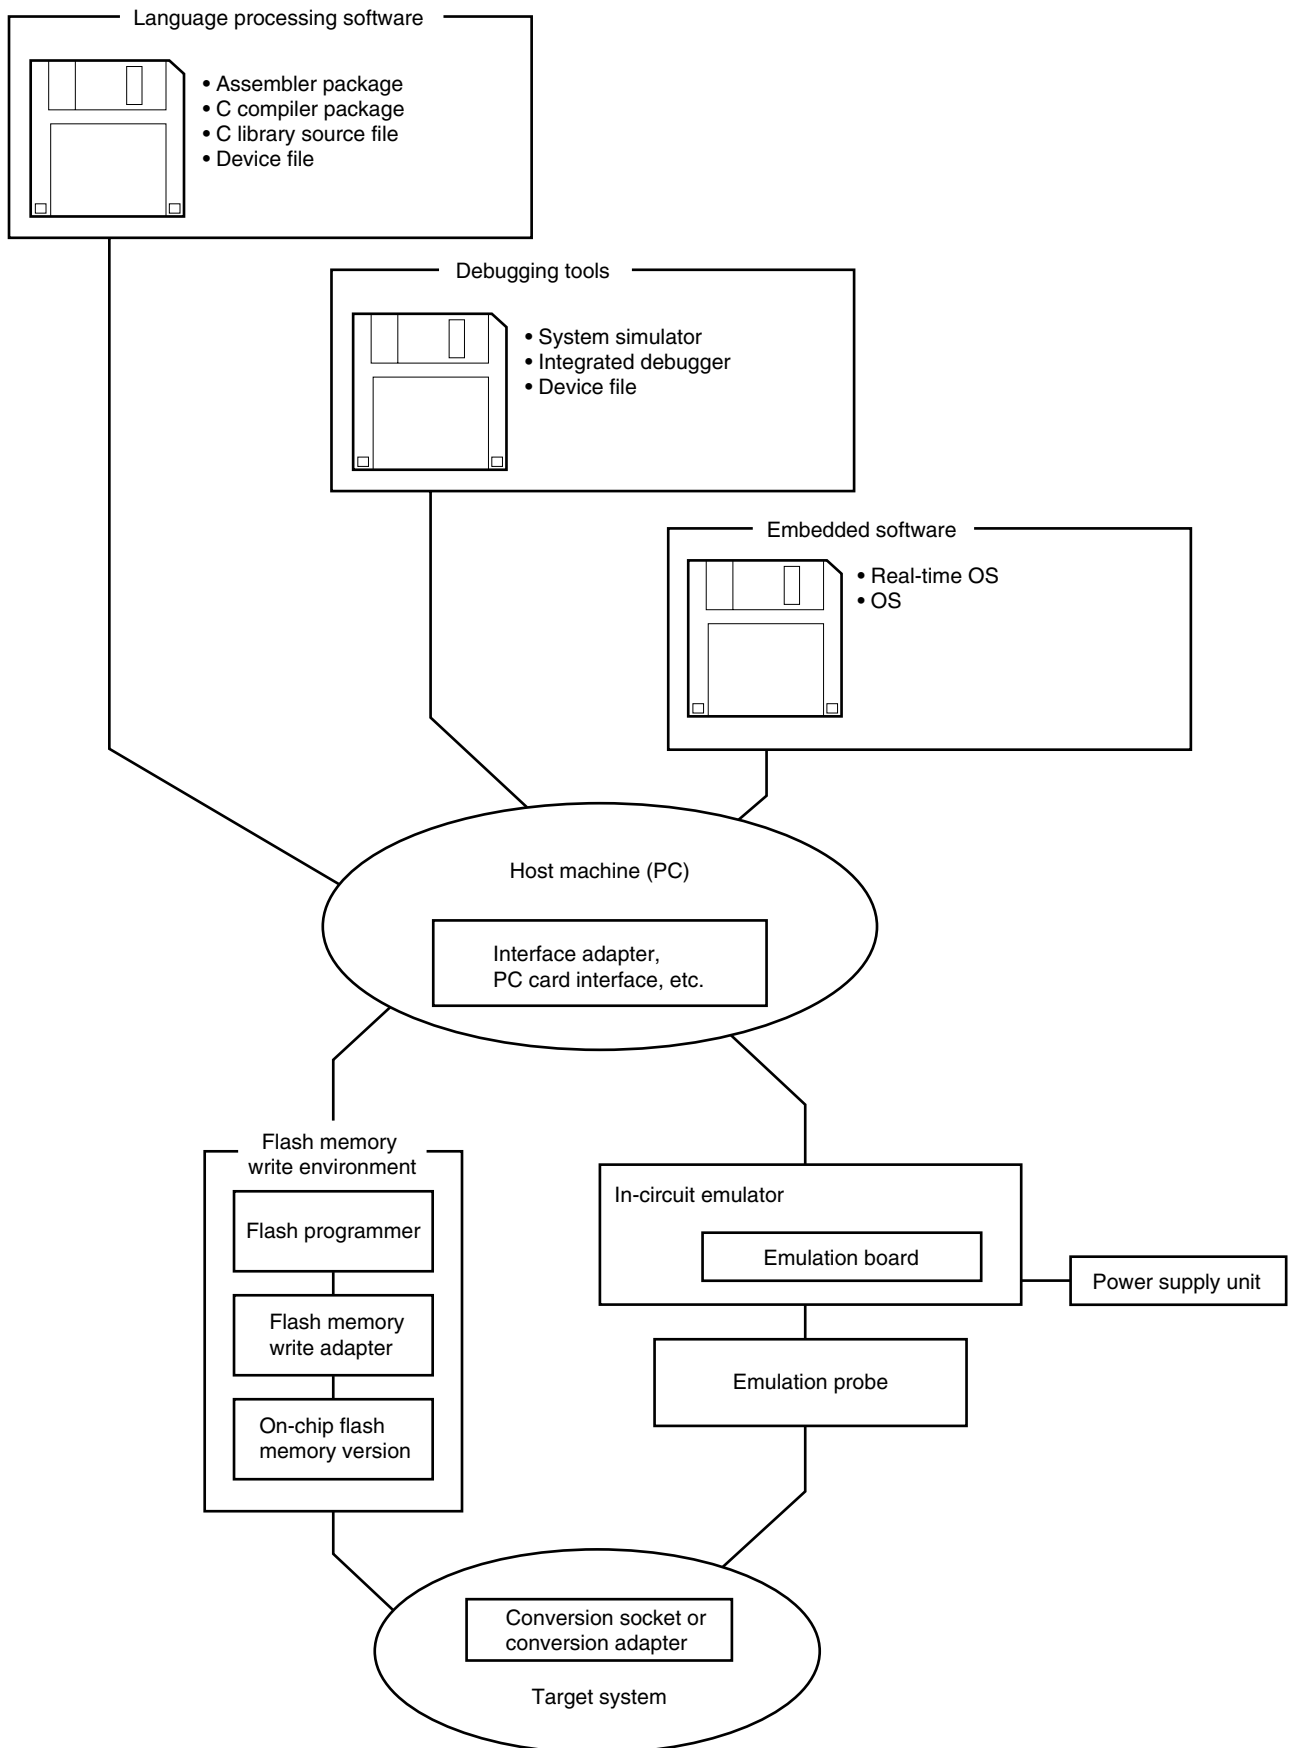 Language processing software
• Assembler package
• C compiler package
• C library source file
• Device file
Debugging tools
• System simulator
• Integrated debugger
• Device file
Embedded software
• Real-time OS
• OS
Host machine (PC)
Interface adapter,
PC card interface, etc.
Flash memory
write environment
Flash programmer
Flash memory
write adapter
On-chip flash
memory version
In-circuit emulator
Emulation board
Power supply unit
Emulation probe
Conversion socket or
conversion adapter
Target system